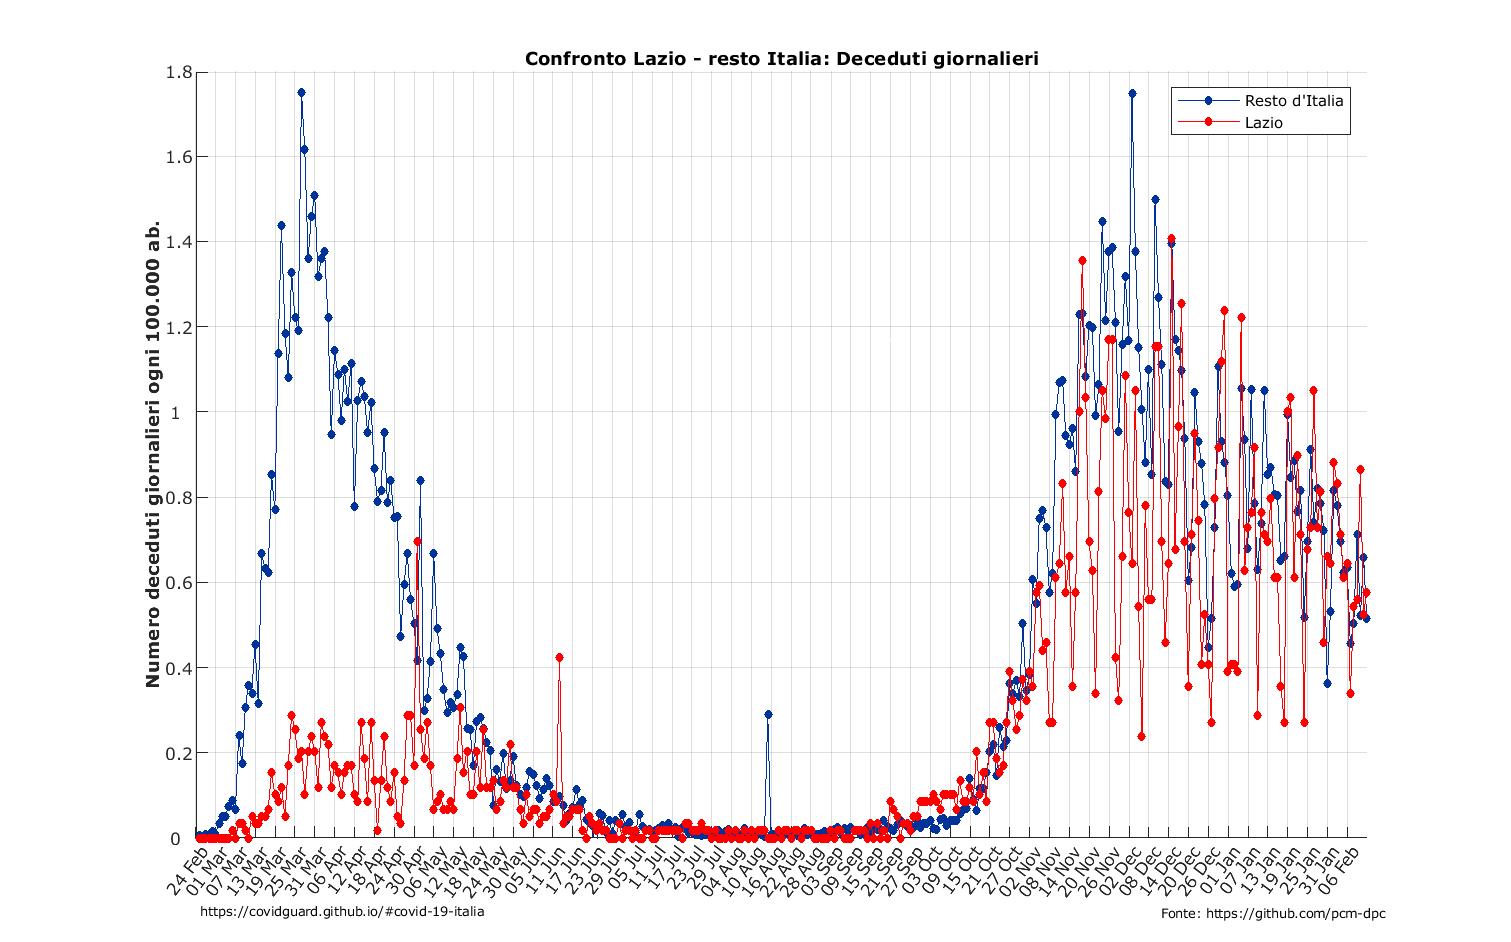 Confronto Lazio - resto Italia: Deceduti giornalieri
Numero deceduti giornalieri ogni 100.000 ab.
1.8
1.6
1.4
1.2
1
0.8
0.6
0.4
0.2
0
Resto d'Italia
Lazio
24 Feb
01 Mar
07 Mar
13 Mar
19 Mar
25 Mar
31 Mar
06 Apr
12 Apr
18 Apr
24 Apr
30 Apr
06 May
12 May
18 May
24 May
30 May
05 Jun
11 Jun
17 Jun
23 Jun
29 Jun
05 Jul
11 Jul
17 Jul
23 Jul
29 Jul
04 Aug
10 Aug
16 Aug
22 Aug
28 Aug
03 Sep
09 Sep
15 Sep
21 Sep
27 Sep
03 Oct
09 Oct
15 Oct
21 Oct
27 Oct
02 Nov
08 Nov
14 Nov
20 Nov
26 Nov
02 Dec
08 Dec
14 Dec
20 Dec
26 Dec
01 Jan
07 Jan
13 Jan
19 Jan
25 Jan
31 Jan
06 Feb
https://covidguard.github.io/#covid-19-italia
Fonte: https://github.com/pcm-dpc